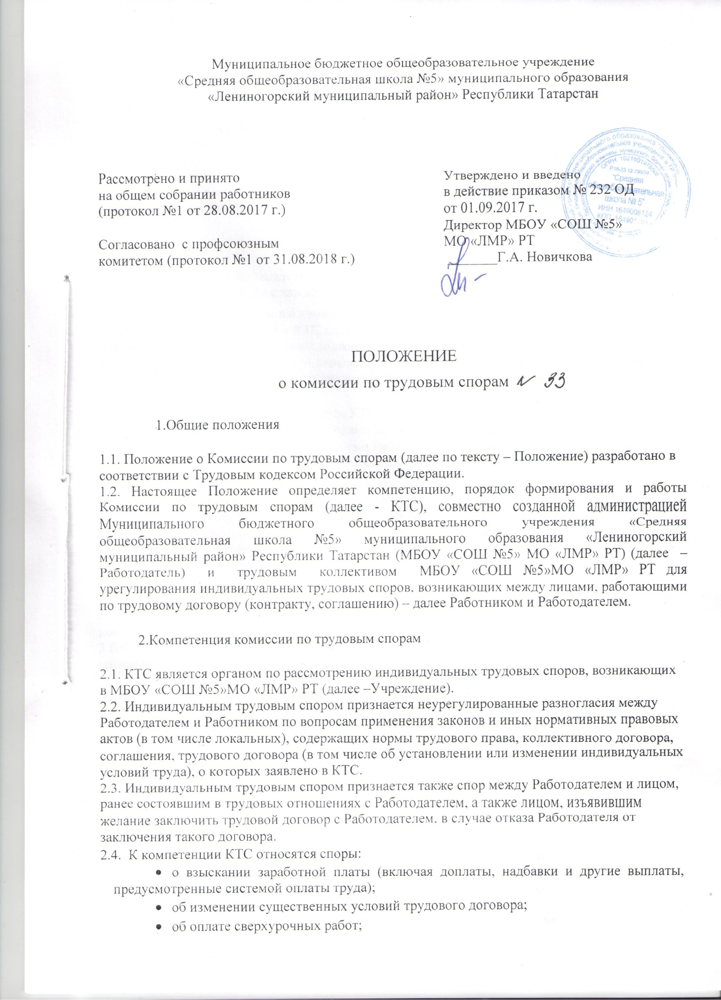 Муниципальное бюджетное общеобразовательное учреждение
«Средняя общеобразовательная школа №5» муниципального образования
«Лениногорский муниципальный район» Республики Татарстан
Рассмотрено и принято
на общем собрании работников
(протокол №1 от 28.08.2017 г.)
Согласовано с профсоюзным
комитетом (протокол №1 от 31.08.2018 г.)
Утверждено и введено
в действие приказом № 232 ОД
от 01.09.2017 г.
Директор МБОУ «СОШ №5»
МО «ЛМР» РТ
_______Г.А. Новичкова
"Средняя
общеобразовательная
школа № 5"
ИНН 1649008124
ПОЛОЖЕНИЕ
о комиссии по трудовым спорам N 33
1.Общие положения
1.1. Положение о Комиссии по трудовым спорам (далее по тексту – Положение) разработано в
соответствии с Трудовым кодексом Российской Федерации.
1.2. Настоящее Положение определяет компетенцию, порядок формирования и работы
Комиссии по трудовым спорам (далее - КТС), совместно созданной администрацией
Муниципального бюджетного общеобразовательного учреждения «Средняя
общеобразовательная школа №5» муниципального образования «Лениногорский
муниципальный район» Республики Татарстан (МБОУ «СОШ №5» МО «ЛМР» РТ) (далее –
Работодатель) и трудовым коллективом МБОУ «СОШ №5»МО «ЛМР» РТ для
урегулирования индивидуальных трудовых споров, возникающих между лицами, работающими
по трудовому договору (контракту, соглашению) – далее Работником и Работодателем.
2.Компетенция комиссии по трудовым спорам
2.1. КТС является органом по рассмотрению индивидуальных трудовых споров, возникающих
в МБОУ «СОШ №5»МО «ЛМР» РТ (далее –Учреждение).
2.2. Индивидуальным трудовым спором признается неурегулированные разногласия между
Работодателем и Работником по вопросам применения законов и иных нормативных правовых
актов (в том числе локальных), содержащих нормы трудового права, коллективного договора,
соглашения, трудового договора (в том числе об установлении или изменении индивидуальных
условий труда), о которых заявлено в КТС.
2.3. Индивидуальным трудовым спором признается также спор между Работодателем и лицом,
ранее состоявшим в трудовых отношениях с Работодателем, а также лицом, изъявившим
желание заключить трудовой договор с Работодателем, в случае отказа Работодателя от
заключения такого договора.
2.4. К компетенции КТС относятся споры:
• о взыскании заработной платы (включая доплаты, надбавки и другие выплаты,
предусмотренные системой оплаты труда);
• об изменении существенных условий трудового договора;
• об оплате сверхурочных работ;